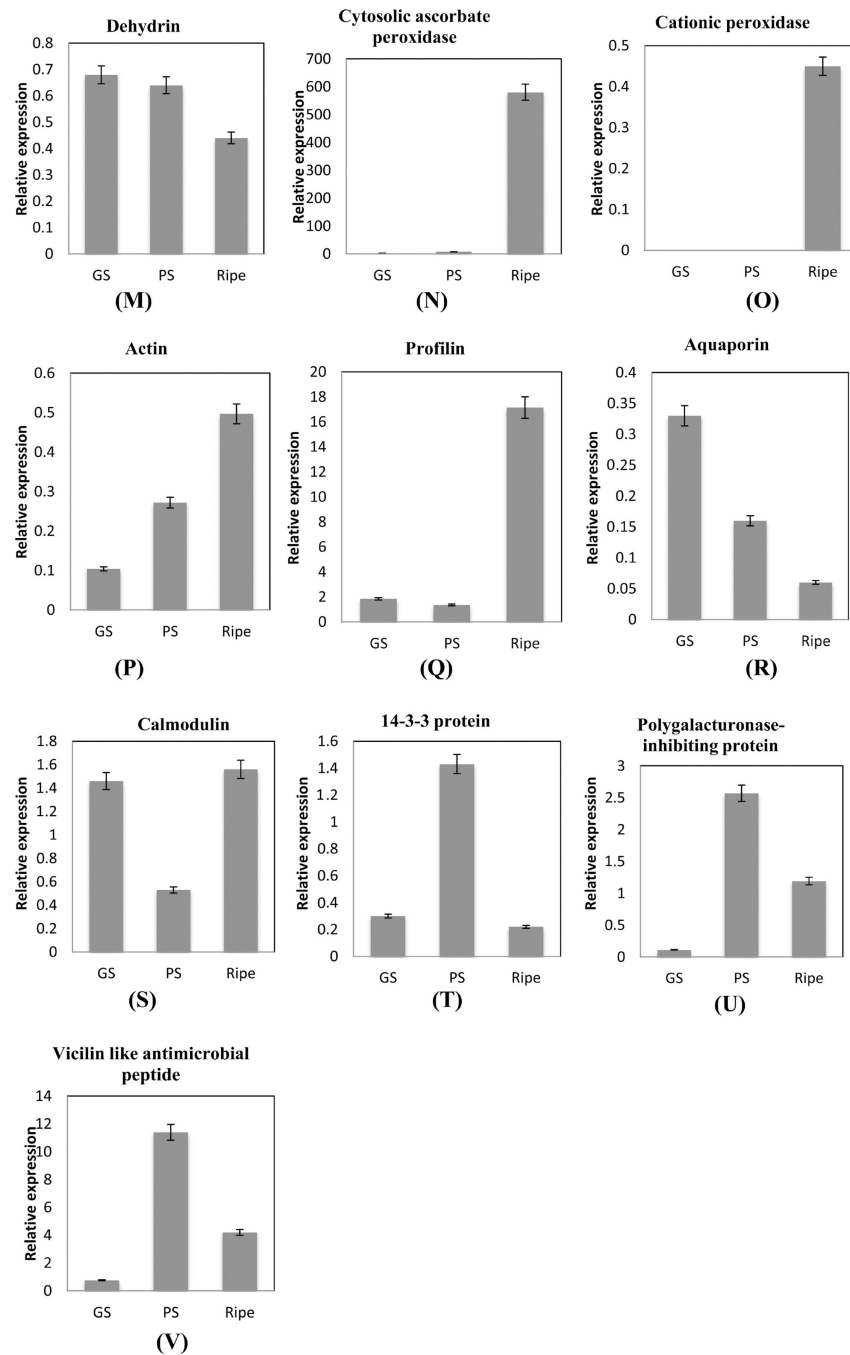 Dehydrin
Relative expression
0.8
0.7
0.6
0.5
0.4
0.3
0.2
0.1
0
GS PS Ripe
(M)
Cytosolic ascorbate
peroxidase
Relative expression
700
600
500
400
300
200
100
0
GS PS Ripe
(N)
Cationic peroxidase
Relative expression
0.5
0.4
0.3
0.2
0.1
0
GS PS Ripe
(O)
Actin
Relative expression
0.6
0.5
0.4
0.3
0.2
0.1
0
GS PS Ripe
(P)
Profilin
Relative expression
20
18
16
14
12
10
8
6
4
2
0
GS PS Ripe
(Q)
Aquaporin
Relative expression
0.4
0.35
0.3
0.25
0.2
0.15
0.1
0.05
0
GS PS Ripe
(R)
Calmodulin
Relative expression
1.8
1.6
1.4
1.2
1
0.8
0.6
0.4
0.2
0
GS PS Ripe
(S)
14-3-3 protein
Relative expression
1.6
1.4
1.2
1
0.8
0.6
0.4
0.2
0
GS PS Ripe
(T)
Polygalacturonase-
inhibiting protein
Relative expression
3
2.5
2
1.5
1
0.5
0
GS PS Ripe
(U)
Vicilin like antimicrobial
peptide
Relative expression
14
12
10
8
6
4
2
0
GS PS Ripe
(V)